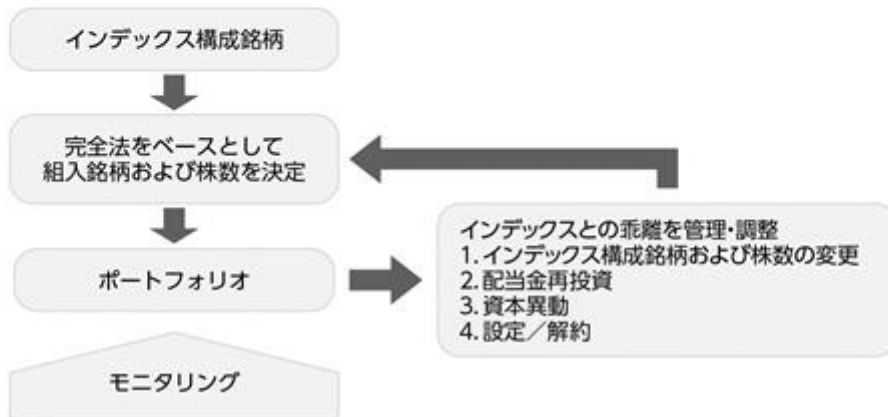 インデックス構成銘柄
完全法をベースとして
組入銘柄および株数を決定
ポートフォリオ
インデックスとの乖離を管理・調整
1. インデックス構成銘柄および株数の変更
2. 配当金再投資
3. 資本異動
4. 設定／解約
モニタリング